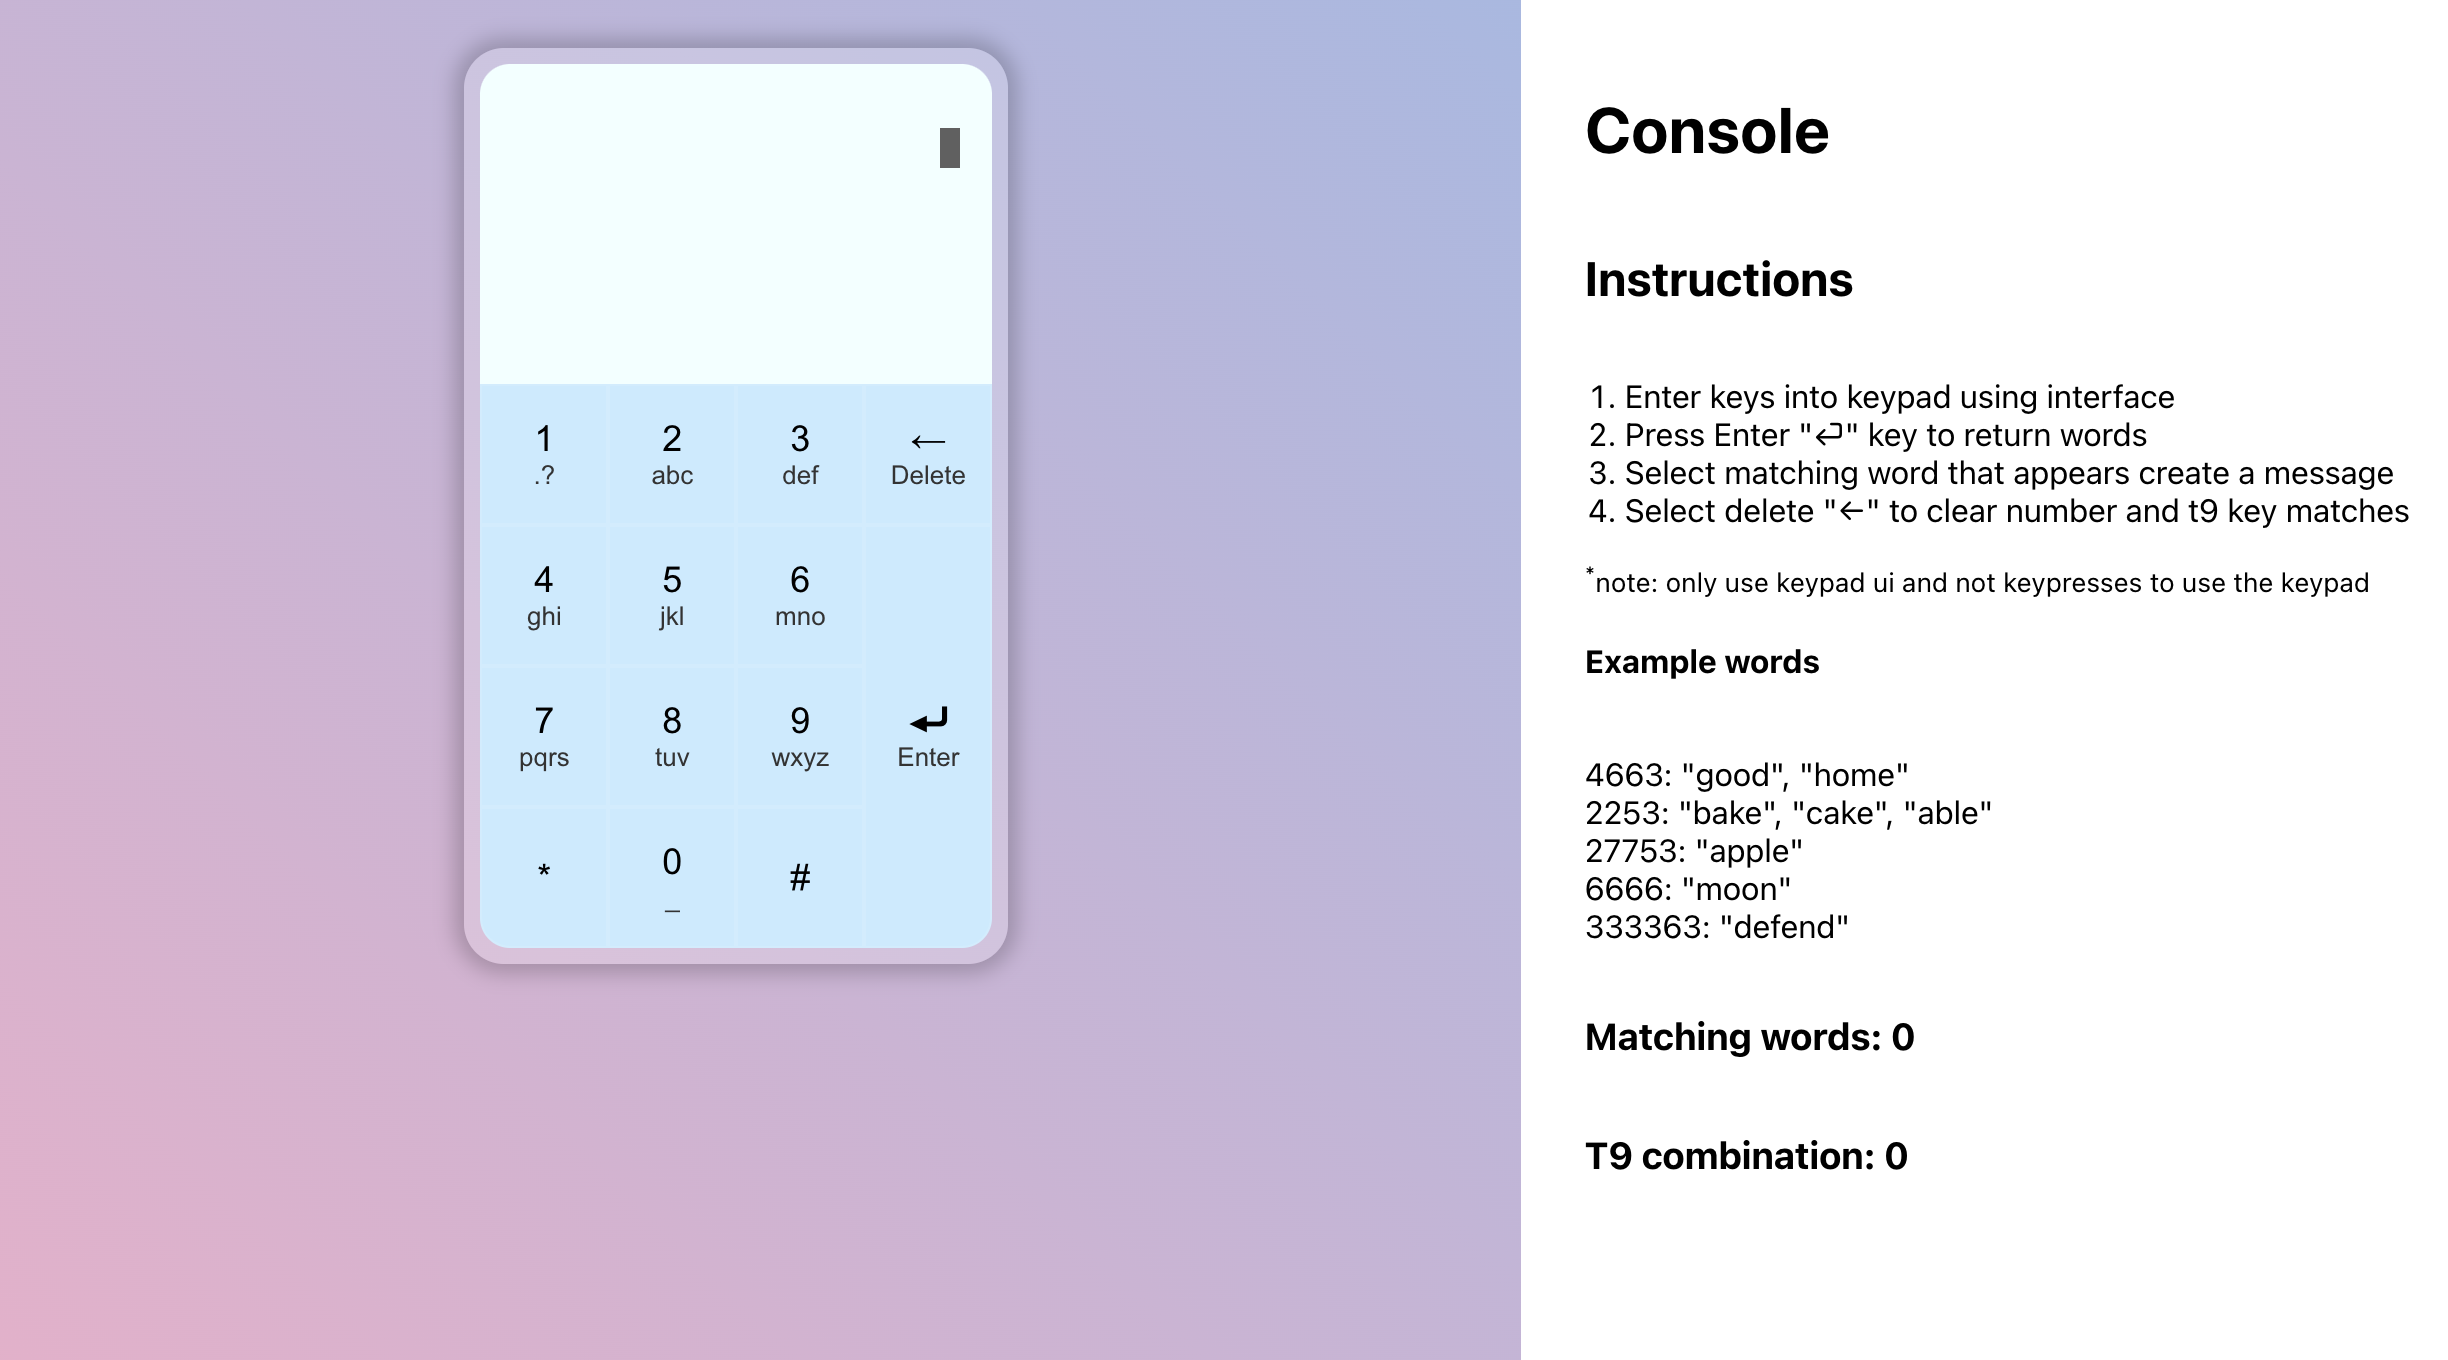 1
.?
2
abc
3
def
←
Delete
4
ghi
5
jkl
6
mno
7
pqrs
8
tuv
9
wxyz
↵
Enter
*
0
_
#
Console
Instructions
1. Enter keys into keypad using interface
2. Press Enter "↩" key to return words
3. Select matching word that appears create a message
4. Select delete "←" to clear number and t9 key matches
*note: only use keypad ui and not keypresses to use the keypad
Example words
4663: "good", "home"
2253: "bake", "cake", "able"
27753: "apple"
6666: "moon"
333363: "defend"
Matching words: 0
T9 combination: 0